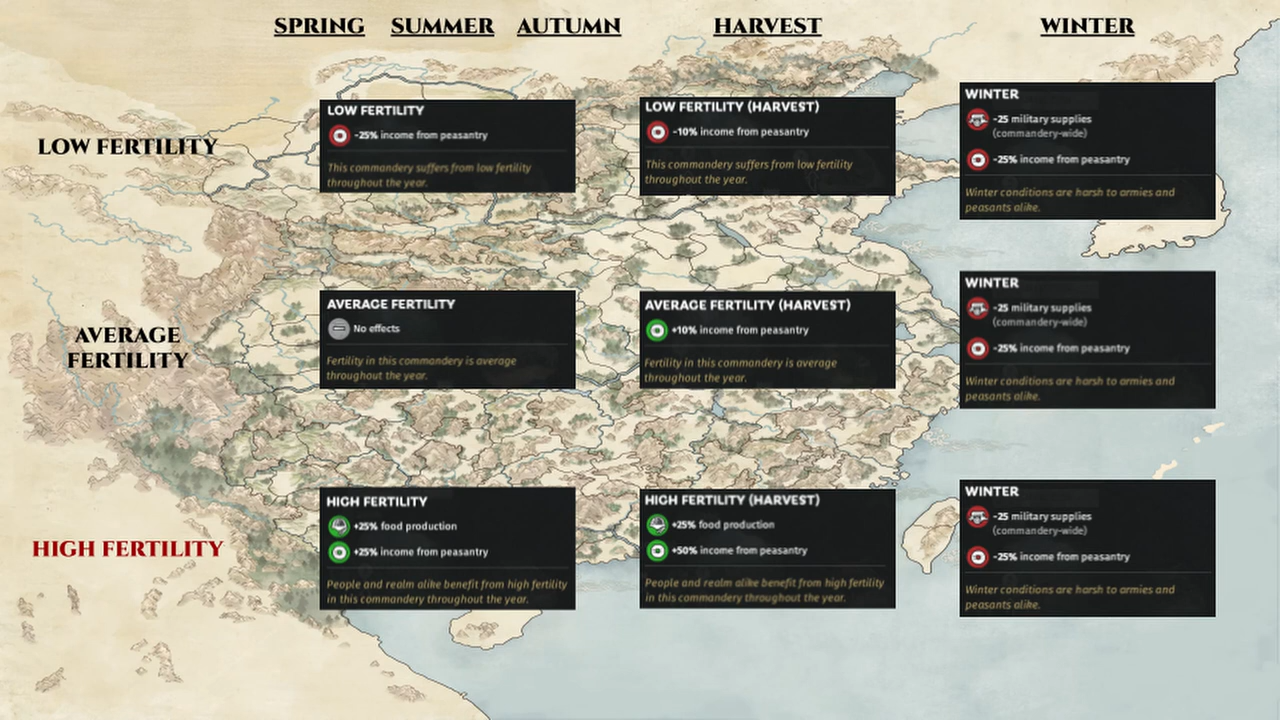 SPRING SUMMER AUTUMN HARVEST WINTER
LOW FERTILITY
LOW FERTILITY
-25% income from peasantry
This commandery suffers from low fertility
throughout the year.
LOW FERTILITY (HARVEST)
-10% income from peasantry
This commandery suffers from low fertility
throughout the year.
WINTER
-25 military supplies
(commandery-wide)
-25% income from peasantry
Winter conditions are harsh to armies and
peasants alike.
AVERAGE
FERTILITY
AVERAGE FERTILITY
No effects
Fertility in this commandery is average
throughout the year.
AVERAGE FERTILITY (HARVEST)
+10% income from peasantry
Fertility in this commandery is average
throughout the year.
WINTER
-25 military supplies
(commandery-wide)
-25% income from peasantry
Winter conditions are harsh to armies and
peasants alike.
HIGH FERTILITY
HIGH FERTILITY
+25% food production
+25% income from peasantry
People and realm alike benefit from high fertility
in this commandery throughout the year.
HIGH FERTILITY (HARVEST)
+25% food production
+50% income from peasantry
People and realm alike benefit from high fertility
in this commandery throughout the year.
WINTER
-25 military supplies
(commandery-wide)
-25% income from peasantry
Winter conditions are harsh to armies and
peasants alike.